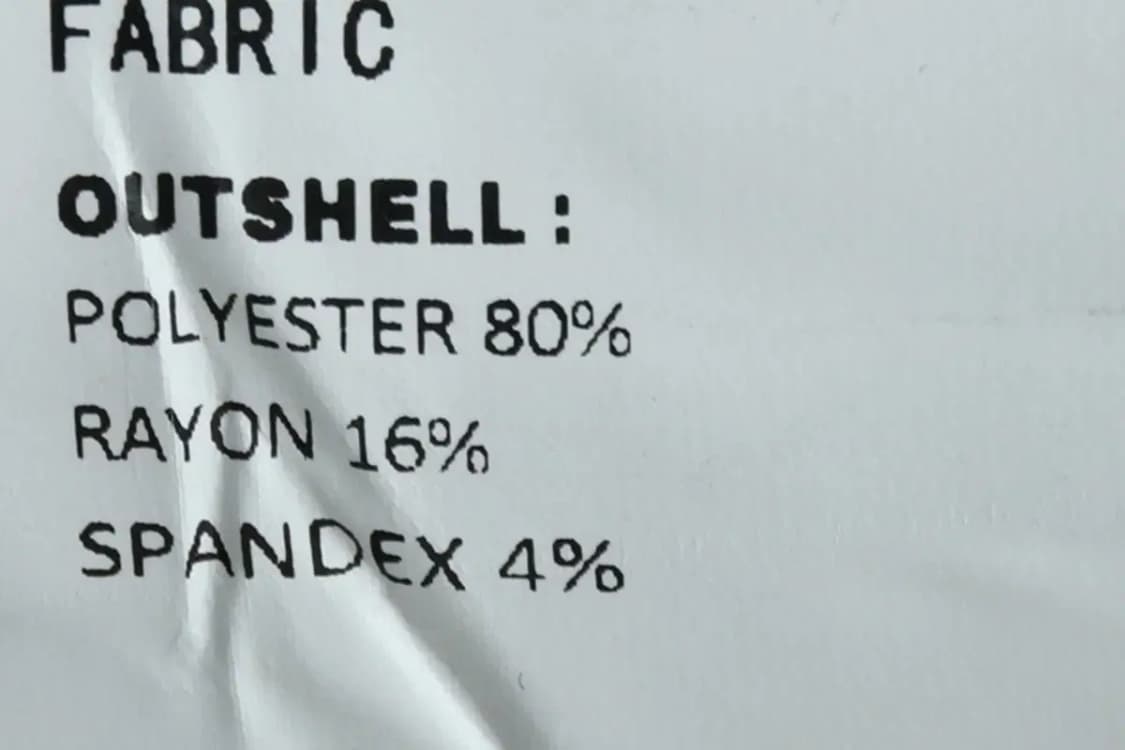 FABRIC
OUTSHELL:
POLYESTER 80%
RAYON 16%
SPANDEX 4%